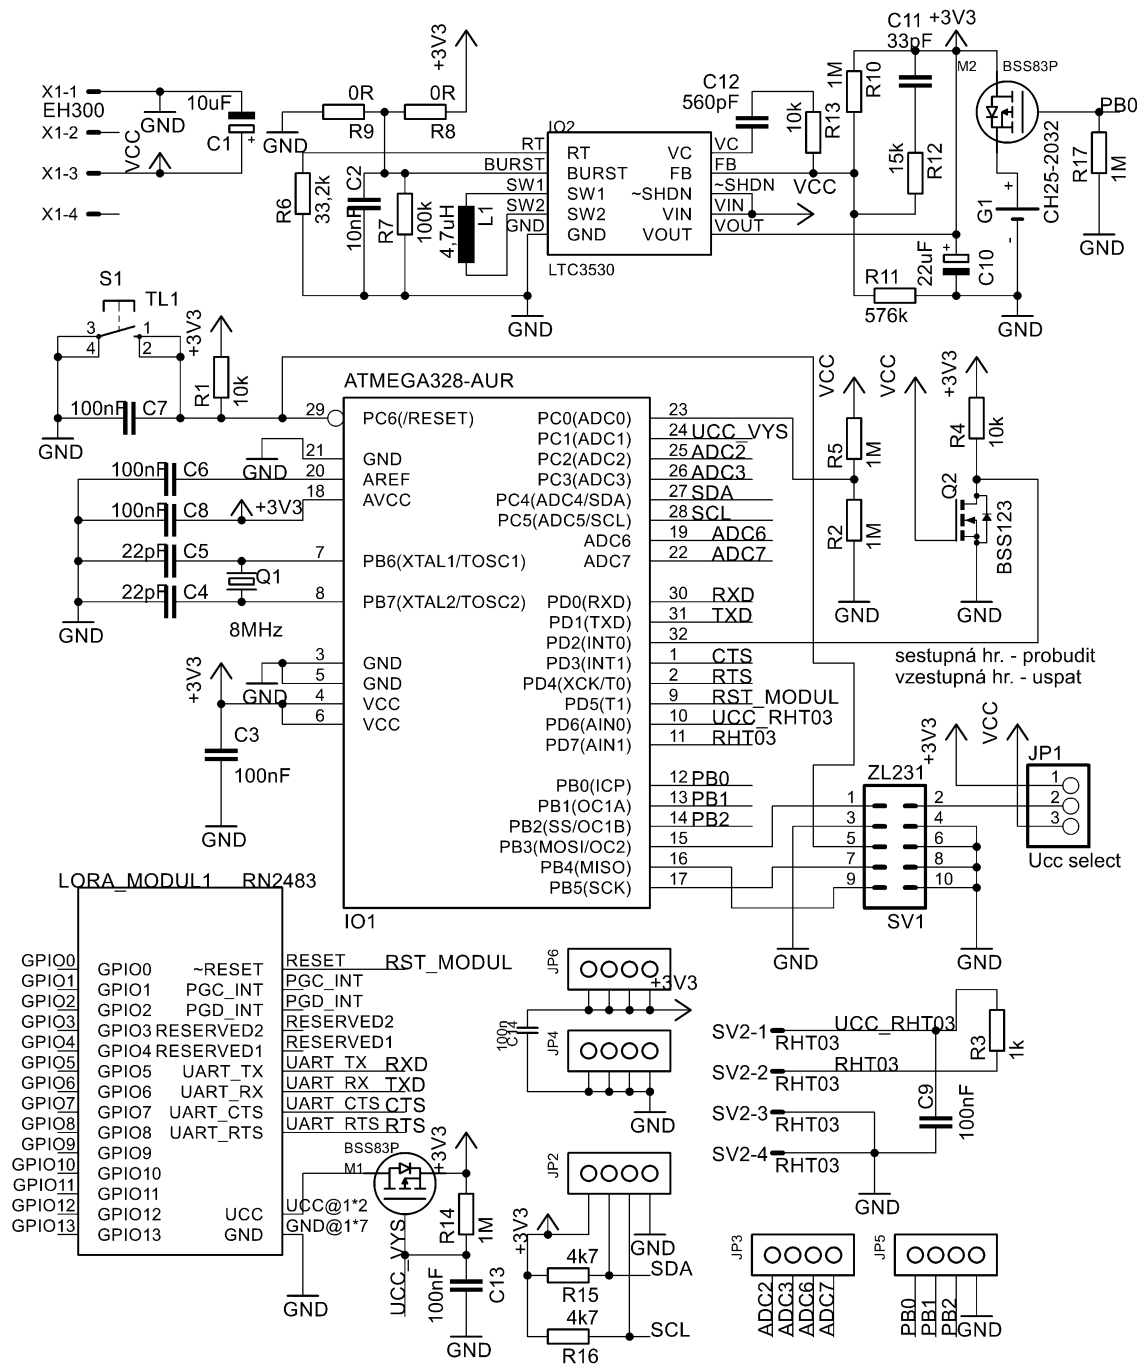 X1-1
EH300
X1-2
X1-3
X1-4
VCC
GND
10uF
C1
+
+3V3
0R
R9
0R
R8
GND
R6
33,2k
C2
10nF
R7
100k
4,7uH
L1
IO2
RT
BURST
SW1
SW2
GND
RT
BURST
SW1
SW2
GND
VC
FB
~SHDN
VIN
VOUT
VC
FB
~SHDN
VIN
VOUT
LTC3530
GND
C12
560pF
10k
R13
VCC
1M
R10
C11
33pF
15k
R12
+3V3
M2
BSS83P
PB0
R17
1M
GND
CH25-2032
G1
+
-
22uF
C10
+
R11
576k
GND
S1
TL1
3
4
1
2
+3V3
R1
10k
100nF
C7
GND
ATMEGA328-AUR
29
PC6(/RESET)
21
GND
GND
20
AREF
18
AVCC
100nF
C6
100nF
C8
+3V3
22pF
C5
22pF
C4
Q1
8MHz
GND
7
PB6(XTAL1/TOSC1)
8
PB7(XTAL2/TOSC2)
3
GND
5
GND
4
VCC
6
VCC
GND
+3V3
C3
100nF
GND
PC0(ADC0)
23
PC1(ADC1)
24
UCC_VYS
PC2(ADC2)
25
ADC2
PC3(ADC3)
26
ADC3
PC4(ADC4/SDA)
27
SDA
PC5(ADC5/SCL)
28
SCL
ADC6
19
ADC6
ADC7
22
ADC7
PD0(RXD)
30
RXD
PD1(TXD)
31
TXD
PD2(INT0)
32
PD3(INT1)
1
CTS
PD4(XCK/T0)
2
RTS
PD5(T1)
9
RST_MODUL
PD6(AIN0)
10
UCC_RHT03
PD7(AIN1)
11
RHT03
PB0(ICP)
12
PB0
PB1(OC1A)
13
PB1
PB2(SS/OC1B)
14
PB2
PB3(MOSI/OC2)
15
PB4(MISO)
16
PB5(SCK)
17
IO1
VCC
R5
1M
R2
1M
GND
VCC
+3V3
R4
10k
Q2
BSS123
GND
sestupná hr. - probudit
vzestupná hr. - uspat
+3V3
VCC
JP1
1
2
3
Ucc select
ZL231
1
3
5
7
9
2
4
6
8
10
SV1
GND
GND
LORA_MODUL1
RN2483
GPIO0
GPIO1
GPIO2
GPIO3
GPIO4
GPIO5
GPIO6
GPIO7
GPIO8
GPIO9
GPIO10
GPIO11
GPIO12
GPIO13
GPIO0
GPIO1
GPIO2
GPIO3
GPIO4
GPIO5
GPIO6
GPIO7
GPIO8
GPIO9
GPIO10
GPIO11
GPIO12
GPIO13
~RESET
PGC_INT
PGD_INT
RESERVED2
RESERVED1
UART_TX
UART_RX
UART_CTS
UART_RTS
UCC
GND
RESET
RST_MODUL
PGC_INT
PGD_INT
RESERVED2
RESERVED1
UART_TX
RXD
UART_RX
TXD
UART_CTS
CTS
UART_RTS
RTS
UCC@1*2
GND@1*7
GND
BSS83P
M1
+3V3
R14
1M
UCC_VYS
100nF
C13
GND
JP6
+3V3
100n
C14
JP4
GND
JP2
+3V3
GND
4k7
R15
SDA
4k7
R16
SCL
SV2-1
RHT03
UCC_RHT03
SV2-2
RHT03
RHT03
SV2-3
RHT03
SV2-4
RHT03
R3
1k
C9
100nF
GND
JP3
ADC2
ADC3
ADC6
ADC7
JP5
PB0
PB1
PB2
GND